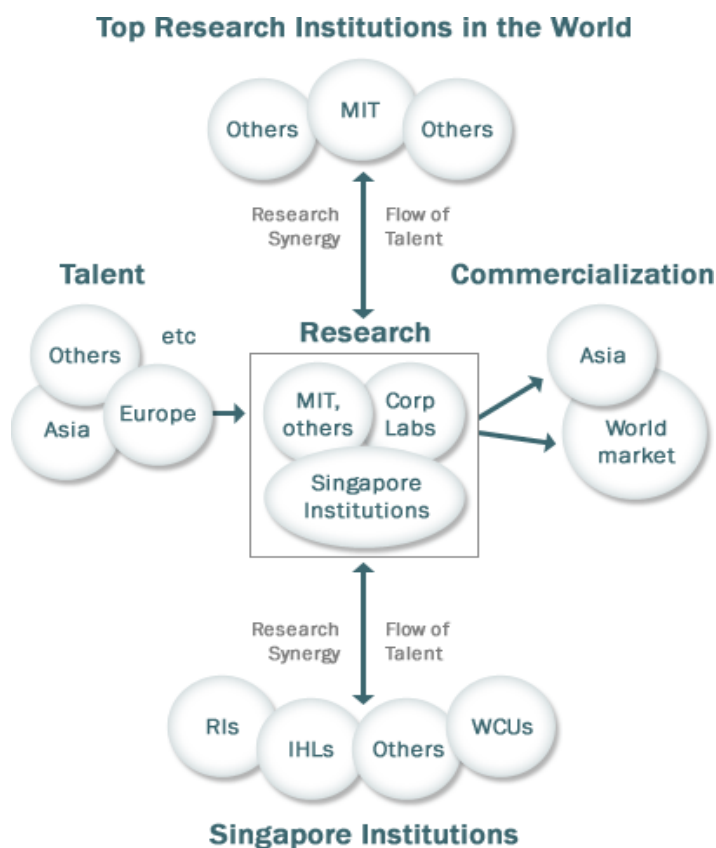 Top Research Institutions in the World
Others
MIT
Others
Research
Synergy
Flow of
Talent
Talent
Others
etc
Asia
Europe
Research
MIT,
others
Corp
Labs
Singapore
Institutions
Commercialization
Asia
World
market
Research
Synergy
Flow of
Talent
RIs
IHLs
Others
WCUs
Singapore Institutions